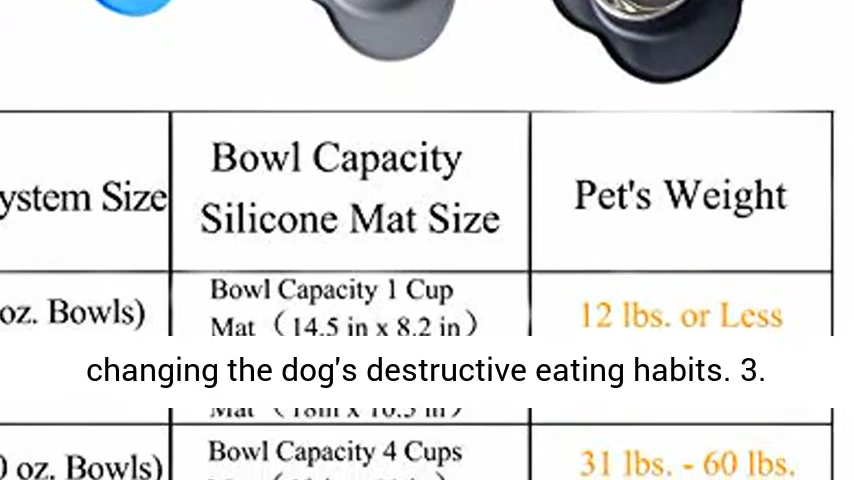 ystem Size
Bowl Capacity
Silicone Mat Size
Pet's Weight
oz. Bowls)
Bowl Capacity 1 Cup
Mat （14.5 in x 8.2 in）
12 lbs. or Less
changing the dog's destructive eating habits. 3.
oz. Bowls)
Bowl Capacity 4 Cups
31 lbs. - 60 lbs.